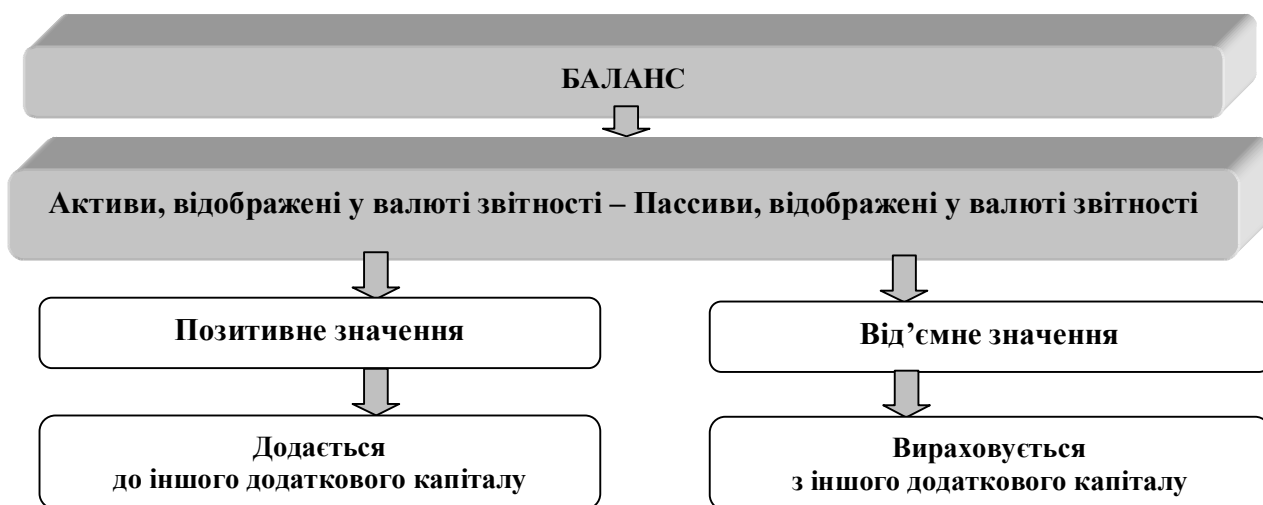 БАЛАНС
Активи, відображені у валюті звітності – Пассиви, відображені у валюті звітності
Позитивне значення
Від’ємне значення
Додається
до іншого додаткового капіталу
Вираховується
з іншого додаткового капіталу